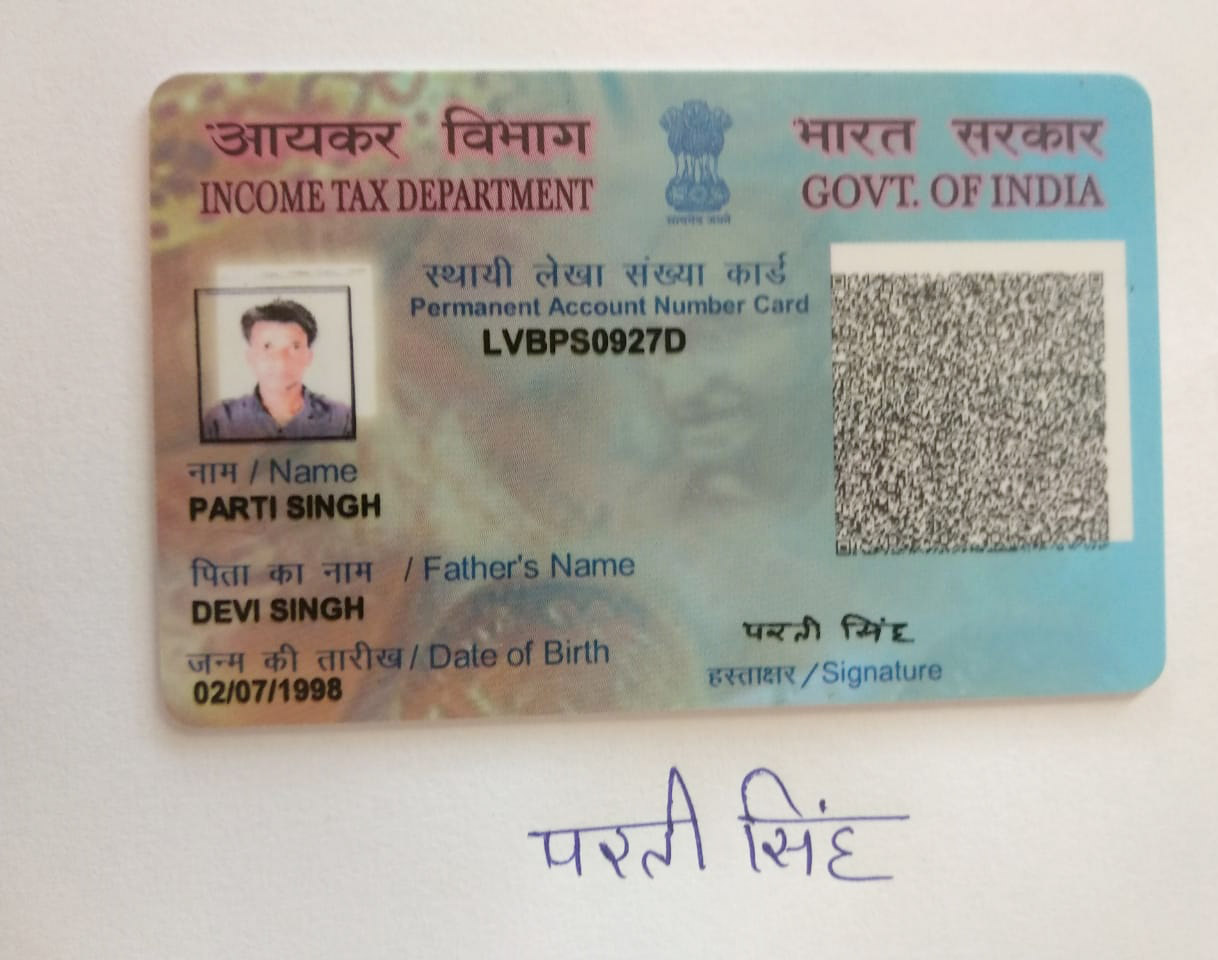 आयकर विभाग
INCOME TAX DEPARTMENT
भारत सरकार
GOVT. OF INDIA
सत्यमेव जयते
स्थायी लेखा संख्या कार्ड
Permanent Account Number Card
LVBPS0927D
नाम / Name
PARTI SINGH
पिता का नाम / Father's Name
DEVI SINGH
जन्म की तारीख / Date of Birth
02/07/1998
परती सिंह
हस्ताक्षर / Signature
परती सिंह